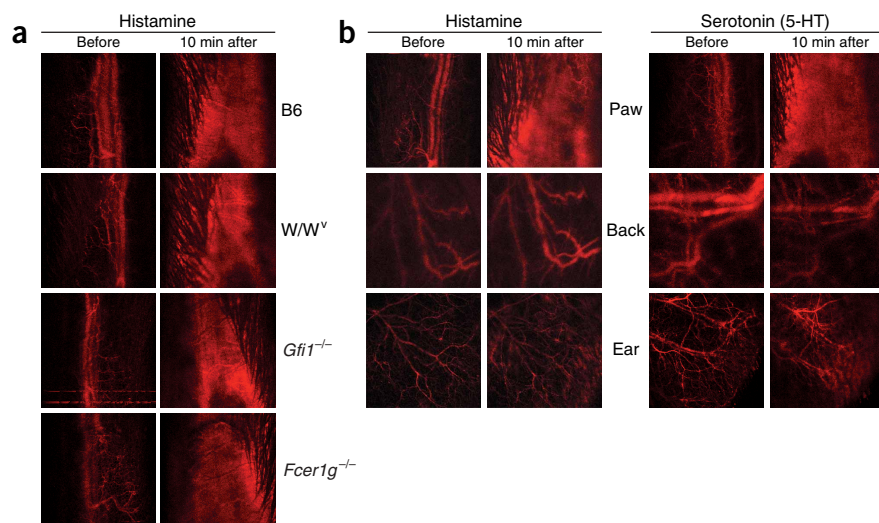 a
Histamine
Before 10 min after
B6
W/Wᵛ
Gfi1⁻/⁻
Fcer1g⁻/⁻
b
Histamine Serotonin (5-HT)
Before 10 min after Before 10 min after
Paw
Back
Ear